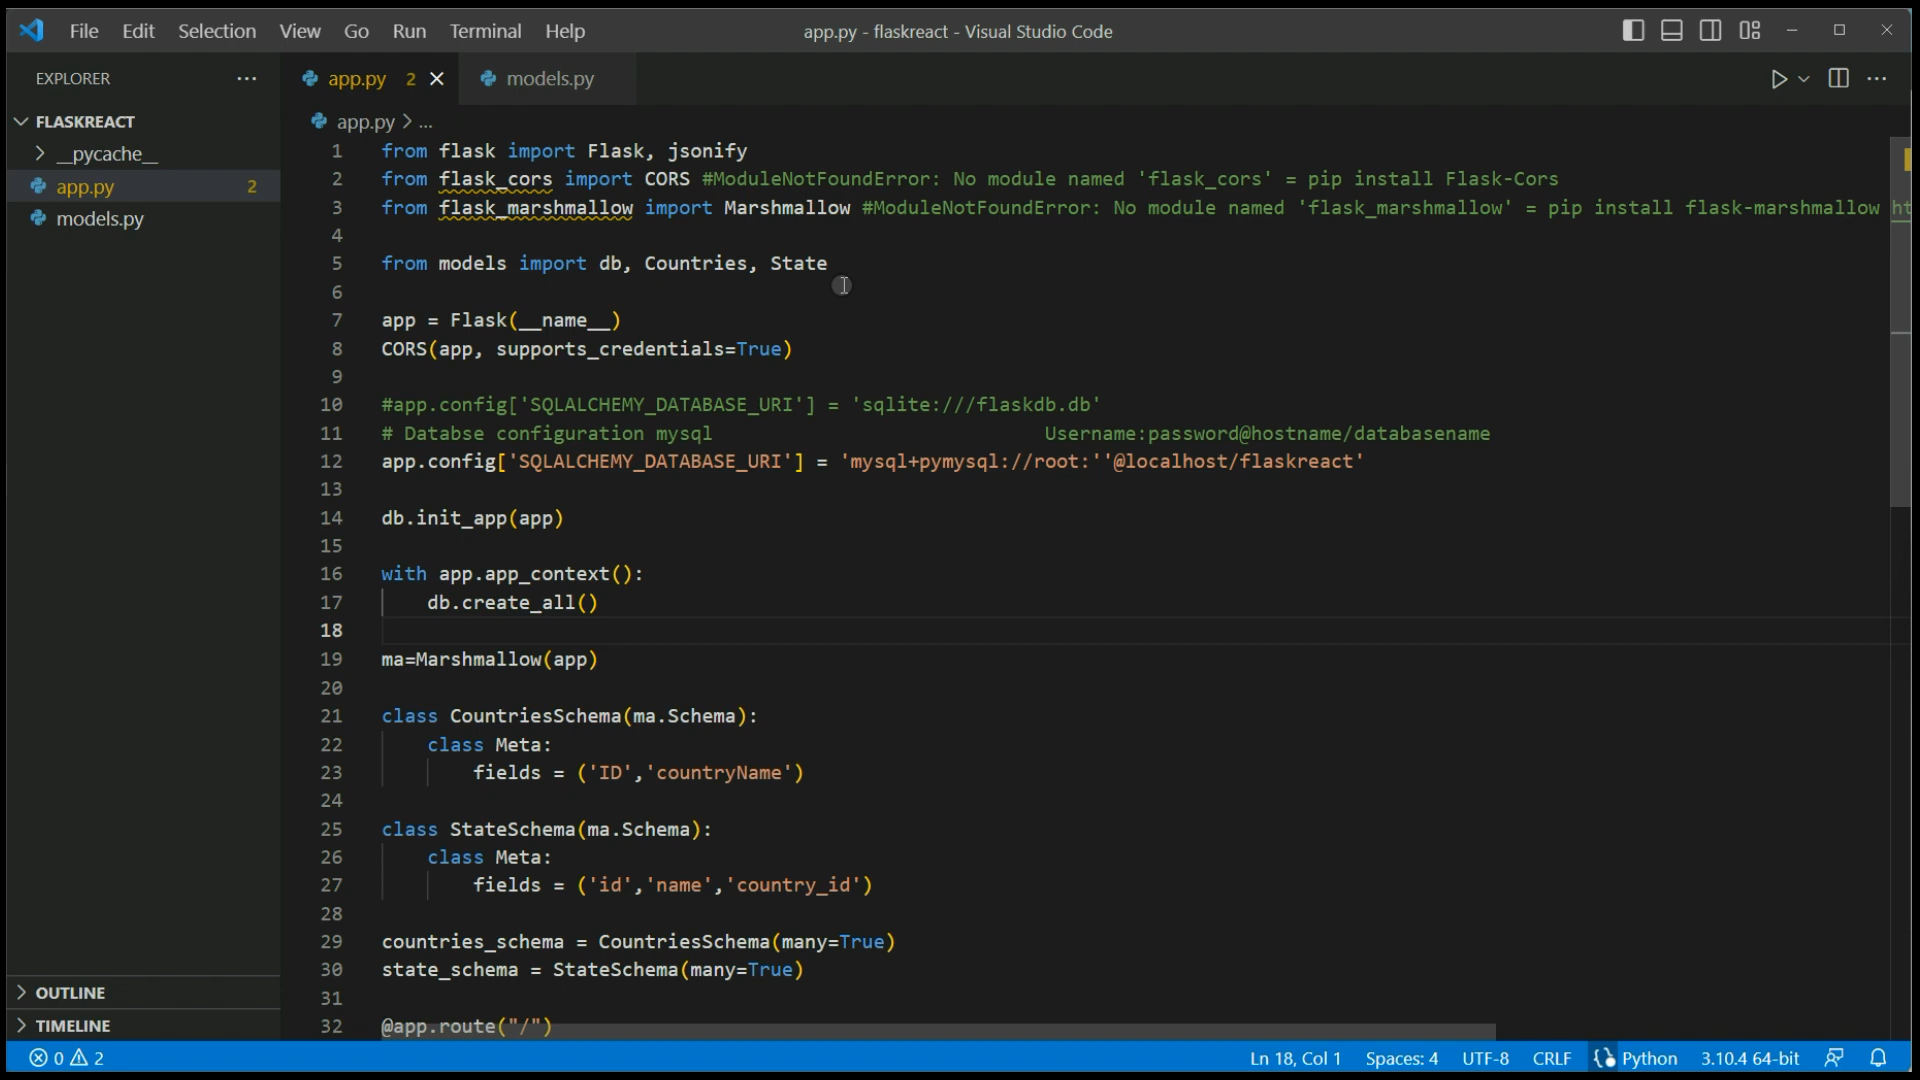 File Edit Selection View Go Run Terminal Help app.py - flaskreact - Visual Studio Code
EXPLORER
FLASKREACT
__pycache__
app.py 2
models.py
OUTLINE
TIMELINE
app.py 2 models.py
app.py > ...
1 from flask import Flask, jsonify
2 from flask_cors import CORS #ModuleNotFoundError: No module named 'flask_cors' = pip install Flask-Cors
3 from flask_marshmallow import Marshmallow #ModuleNotFoundError: No module named 'flask_marshmallow' = pip install flask-marshmallow ht
4
5 from models import db, Countries, State
6
7 app = Flask(__name__)
8 CORS(app, supports_credentials=True)
9
10 #app.config['SQLALCHEMY_DATABASE_URI'] = 'sqlite:///flaskdb.db'
11 # Databse configuration mysql Username:password@hostname/databasename
12 app.config['SQLALCHEMY_DATABASE_URI'] = 'mysql+pymysql://root:''@localhost/flaskreact'
13
14 db.init_app(app)
15
16 with app.app_context():
17 db.create_all()
18
19 ma=Marshmallow(app)
20
21 class CountriesSchema(ma.Schema):
22 class Meta:
23 fields = ('ID','countryName')
24
25 class StateSchema(ma.Schema):
26 class Meta:
27 fields = ('id','name','country_id')
28
29 countries_schema = CountriesSchema(many=True)
30 state_schema = StateSchema(many=True)
31
32 @app.route("/")
0 2 Ln 18, Col 1 Spaces: 4 UTF-8 CRLF Python 3.10.4 64-bit